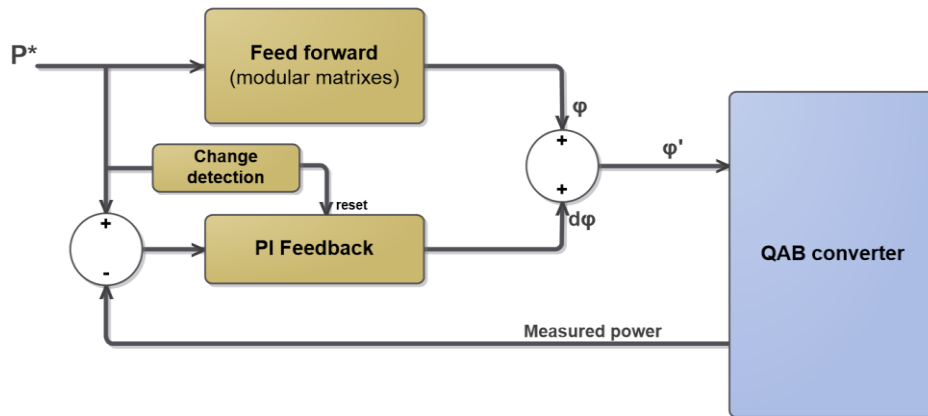 P*
Feed forward
(modular matrixes)
φ
+
φ'
Change
detection
+
reset
+
dφ
PI Feedback
QAB converter
-
Measured power